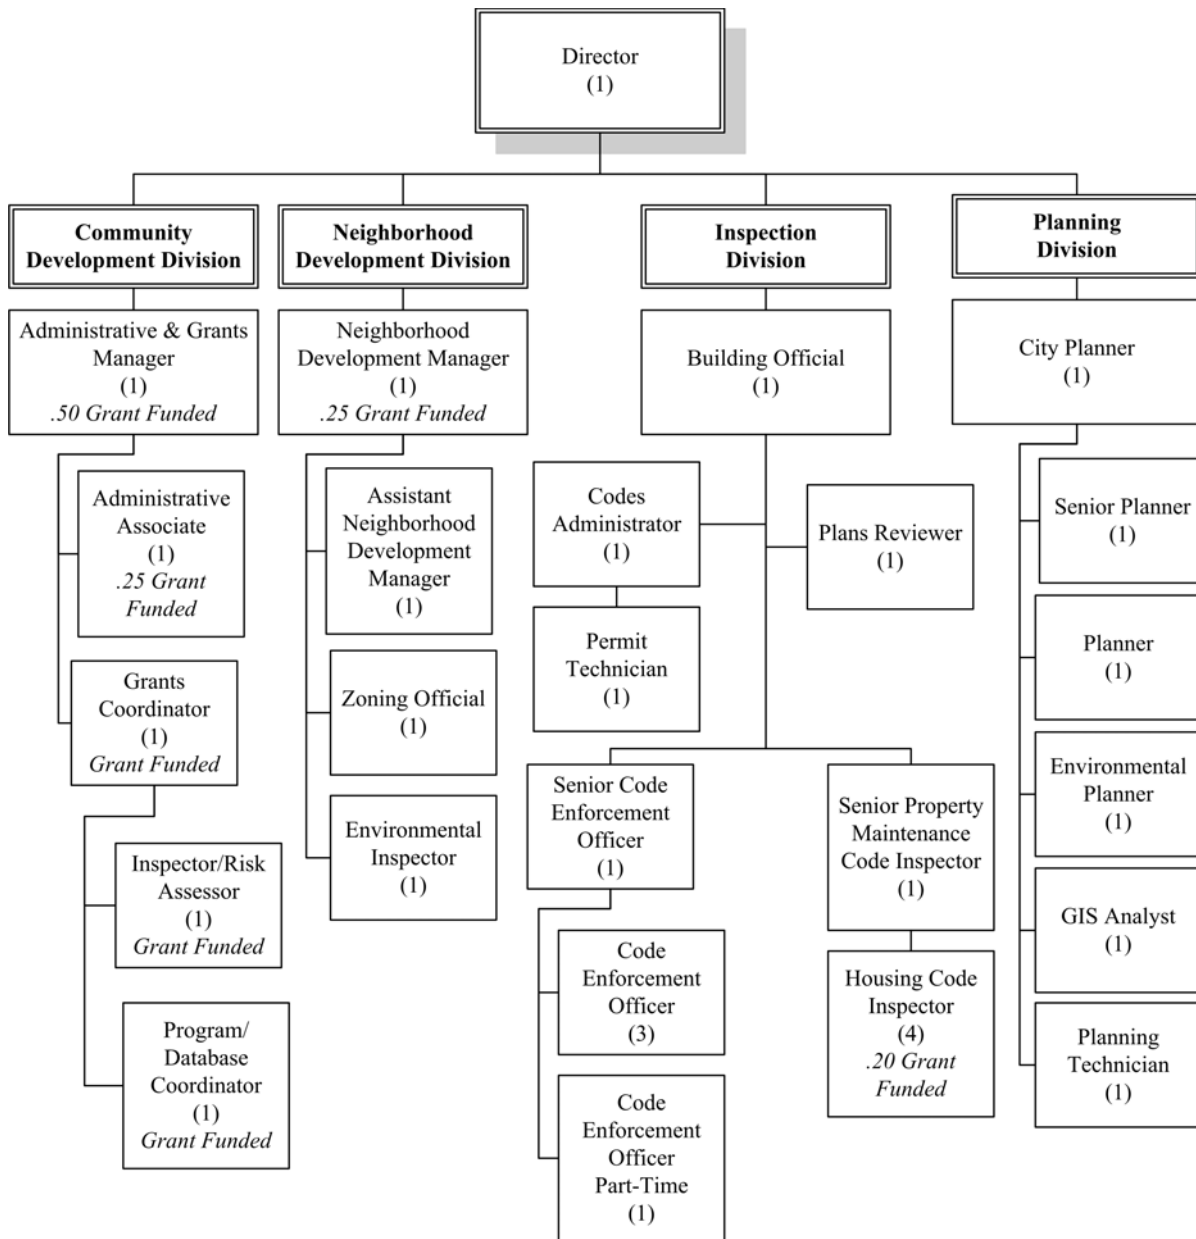 Director
(1)
Community
Development Division
Administrative & Grants
Manager
(1)
.50 Grant Funded
Administrative
Associate
(1)
.25 Grant
Funded
Grants
Coordinator
(1)
Grant Funded
Inspector/Risk
Assessor
(1)
Grant Funded
Program/
Database
Coordinator
(1)
Grant Funded
Neighborhood
Development Division
Neighborhood
Development Manager
(1)
.25 Grant Funded
Assistant
Neighborhood
Development
Manager
(1)
Zoning Official
(1)
Environmental
Inspector
(1)
Inspection
Division
Building Official
(1)
Codes
Administrator
(1)
Permit
Technician
(1)
Plans Reviewer
(1)
Senior Code
Enforcement
Officer
(1)
Code
Enforcement
Officer
(3)
Code
Enforcement
Officer
Part-Time
(1)
Senior Property
Maintenance
Code Inspector
(1)
Housing Code
Inspector
(4)
.20 Grant
Funded
Planning
Division
City Planner
(1)
Senior Planner
(1)
Planner
(1)
Environmental
Planner
(1)
GIS Analyst
(1)
Planning
Technician
(1)